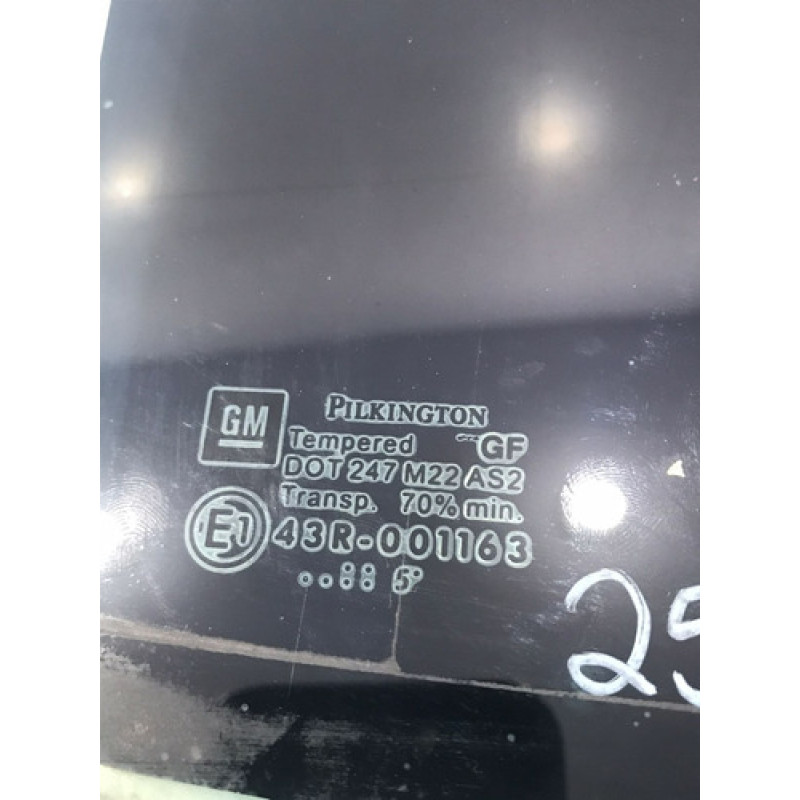 GM
PILKINGTON
Tempered GF
DOT 247 M22 AS2
Transp. 70% min.
E1 43R-001163
5
25